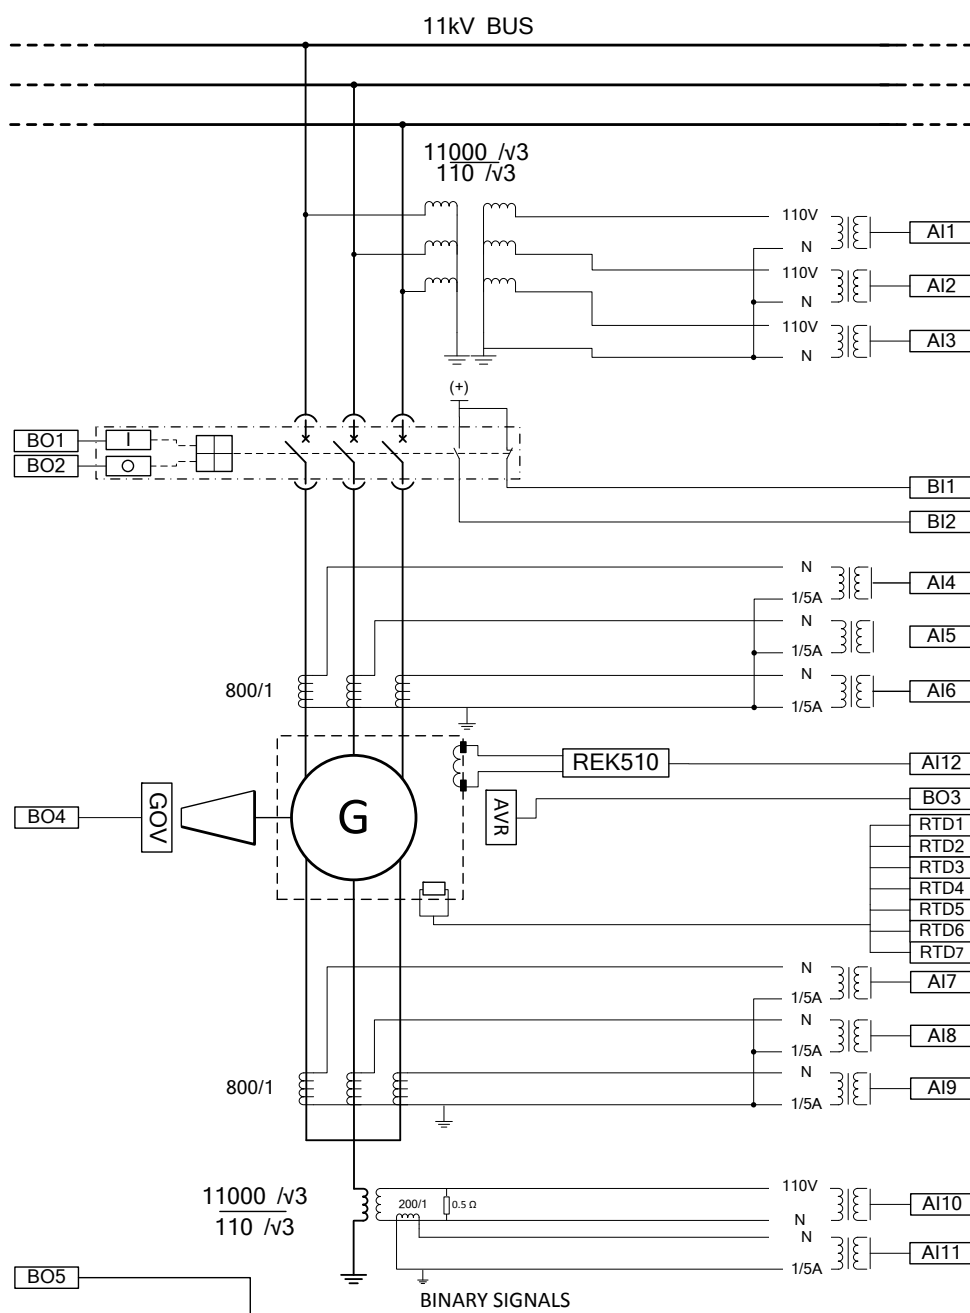 11kV BUS
11000 /√3
110 /√3
110V
AI1
N
110V
AI2
N
110V
AI3
N
(+)
BO1
I
BO2
O
BI1
BI2
N
AI4
1/5A
N
AI5
1/5A
800/1
N
AI6
1/5A
REK510
AI12
BO4
GOV
G
AVR
BO3
RTD1
RTD2
RTD3
RTD4
RTD5
RTD6
RTD7
N
AI7
1/5A
N
AI8
1/5A
800/1
N
AI9
1/5A
11000 /√3
110 /√3
200/1
0.5 Ω
110V
AI10
N
N
AI11
1/5A
BO5
BINARY SIGNALS